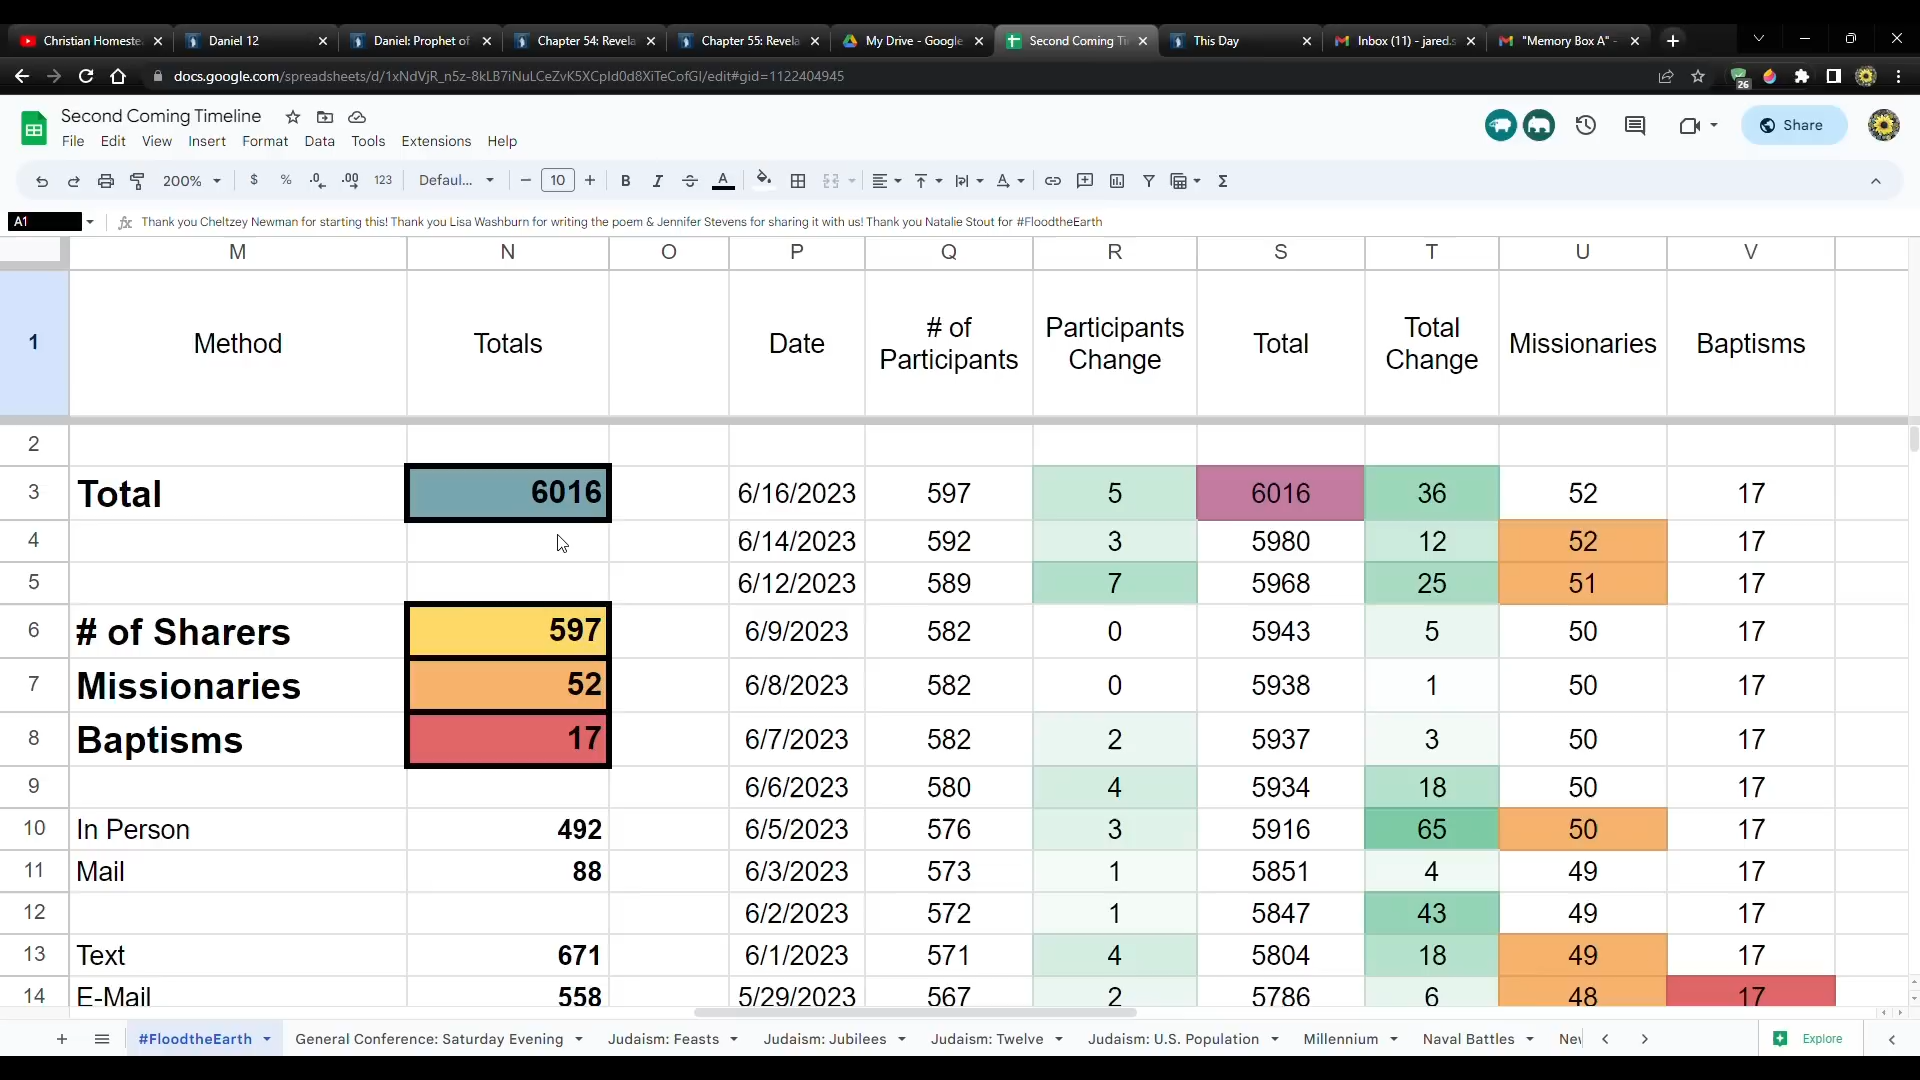 Christian Homeste
Daniel 12
Daniel: Prophet of
Chapter 54: Revela
Chapter 55: Revela
My Drive - Google
Second Coming Ti
This Day
Inbox (11) - jared.s
"Memory Box A" -
docs.google.com/spreadsheets/d/1xNdVjR_n5z-8kLB7iNuLCeZvK5XCpId0d8XiTeCofGI/edit#gid=1122404945
26
Second Coming Timeline
File Edit View Insert Format Data Tools Extensions Help
Share
200% $ % .0 .00 123 Defaul... 10 B I A
A1 fx Thank you Cheltzey Newman for starting this! Thank you Lisa Washburn for writing the poem & Jennifer Stevens for sharing it with us! Thank you Natalie Stout for #FloodtheEarth
M N O P Q R S T U V
1 Method Totals Date # of Participants Participants Change Total Total Change Missionaries Baptisms
2
3 Total 6016 6/16/2023 597 5 6016 36 52 17
4 6/14/2023 592 3 5980 12 52 17
5 6/12/2023 589 7 5968 25 51 17
6 # of Sharers 597 6/9/2023 582 0 5943 5 50 17
7 Missionaries 52 6/8/2023 582 0 5938 1 50 17
8 Baptisms 17 6/7/2023 582 2 5937 3 50 17
9 6/6/2023 580 4 5934 18 50 17
10 In Person 492 6/5/2023 576 3 5916 65 50 17
11 Mail 88 6/3/2023 573 1 5851 4 49 17
12 6/2/2023 572 1 5847 43 49 17
13 Text 671 6/1/2023 571 4 5804 18 49 17
14 E-Mail 558 5/29/2023 567 2 5786 6 48 17
#FloodtheEarth General Conference: Saturday Evening Judaism: Feasts Judaism: Jubilees Judaism: Twelve Judaism: U.S. Population Millennium Naval Battles Nev Explore